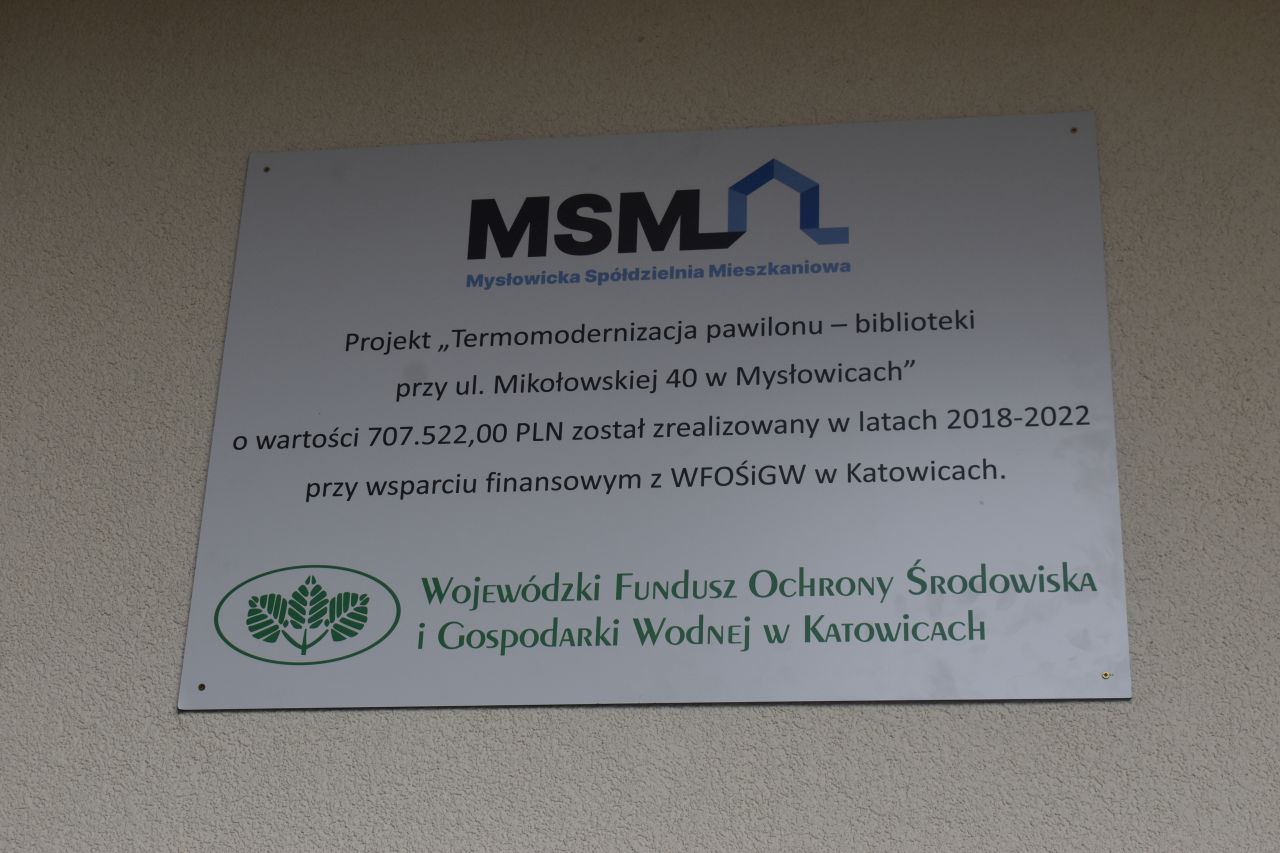 MSM
Mysłowicka Spółdzielnia Mieszkaniowa
Projekt „Termomodernizacja pawilonu – biblioteki
przy ul. Mikołowskiej 40 w Mysłowicach”
o wartości 707.522,00 PLN został zrealizowany w latach 2018-2022
przy wsparciu finansowym z WFOŚiGW w Katowicach.
Wojewódzki Fundusz Ochrony Środowiska
i Gospodarki Wodnej w Katowicach